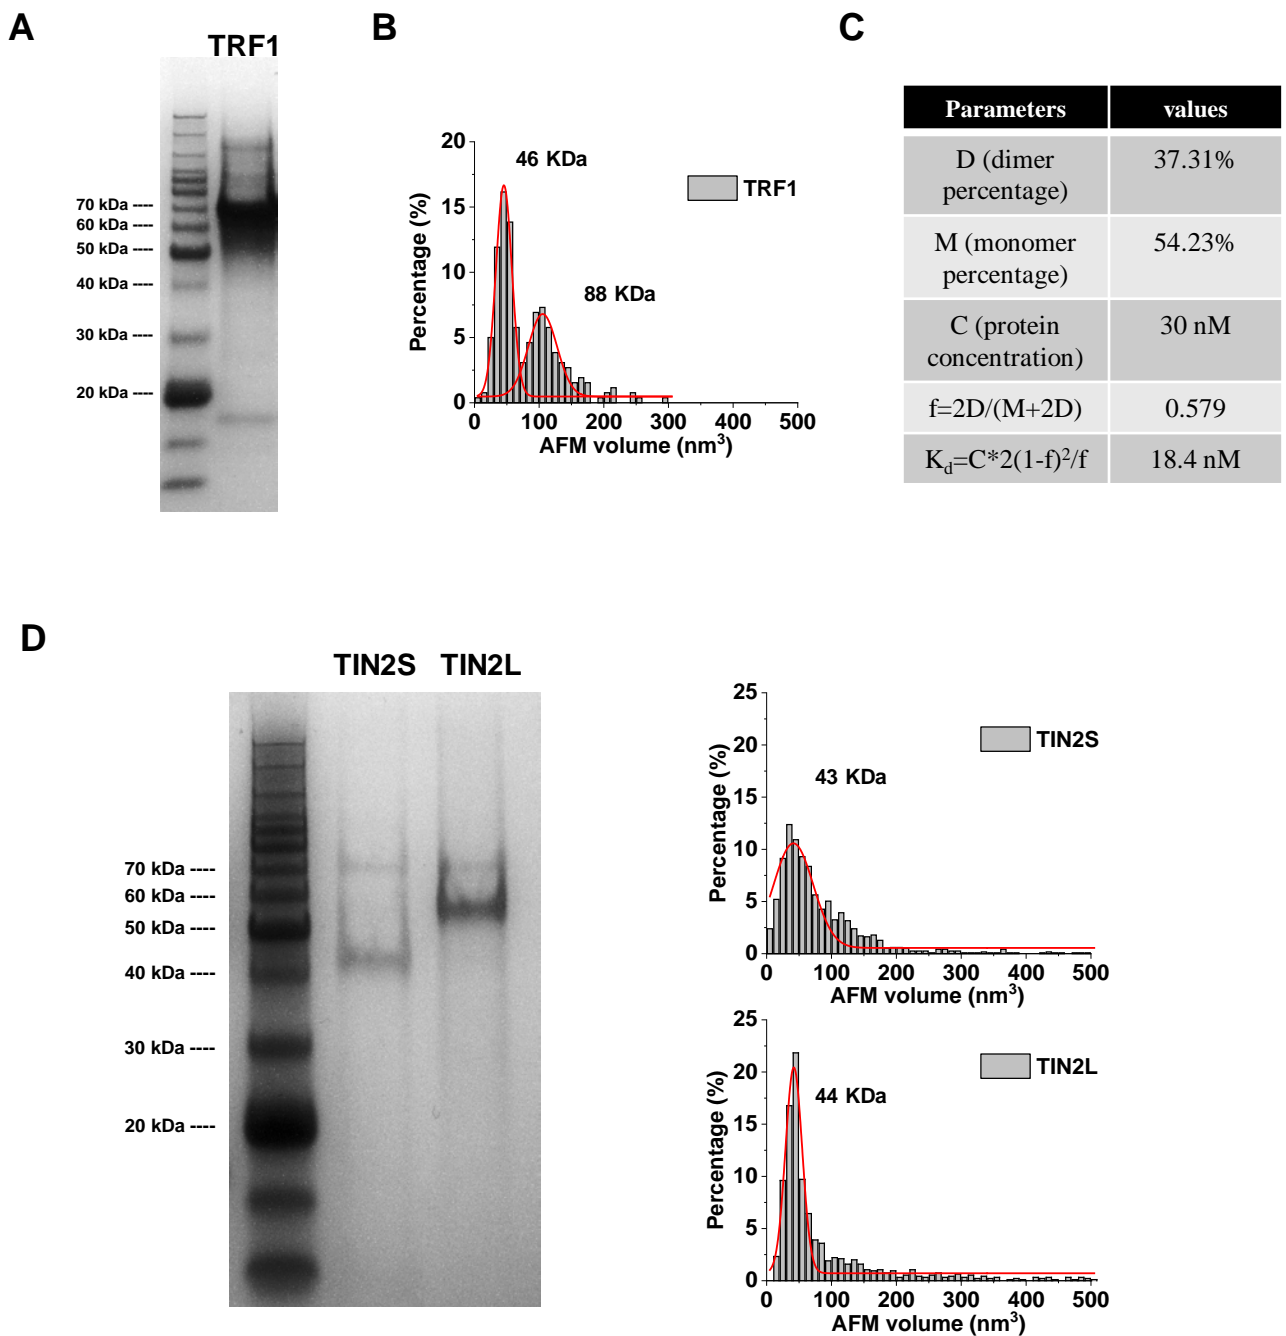 A
TRF1
70 kDa ----
60 kDa ----
50 kDa ----
40 kDa ----
30 kDa ----
20 kDa ----
B
20
15
10
5
0
Percentage (%)
46 KDa
88 KDa
TRF1
0 100 200 300 400 500
AFM volume (nm³)
C
Parameters values
D (dimer 37.31%
percentage)
M (monomer 54.23%
percentage)
C (protein 30 nM
concentration)
f=2D/(M+2D) 0.579
K_d=C*2(1-f)²/f 18.4 nM
D
TIN2S TIN2L
70 kDa ----
60 kDa ----
50 kDa ----
40 kDa ----
30 kDa ----
20 kDa ----
25
20
15
10
5
0
Percentage (%)
TIN2S
43 KDa
0 100 200 300 400 500
AFM volume (nm³)
25
20
15
10
5
0
Percentage (%)
TIN2L
44 KDa
0 100 200 300 400 500
AFM volume (nm³)